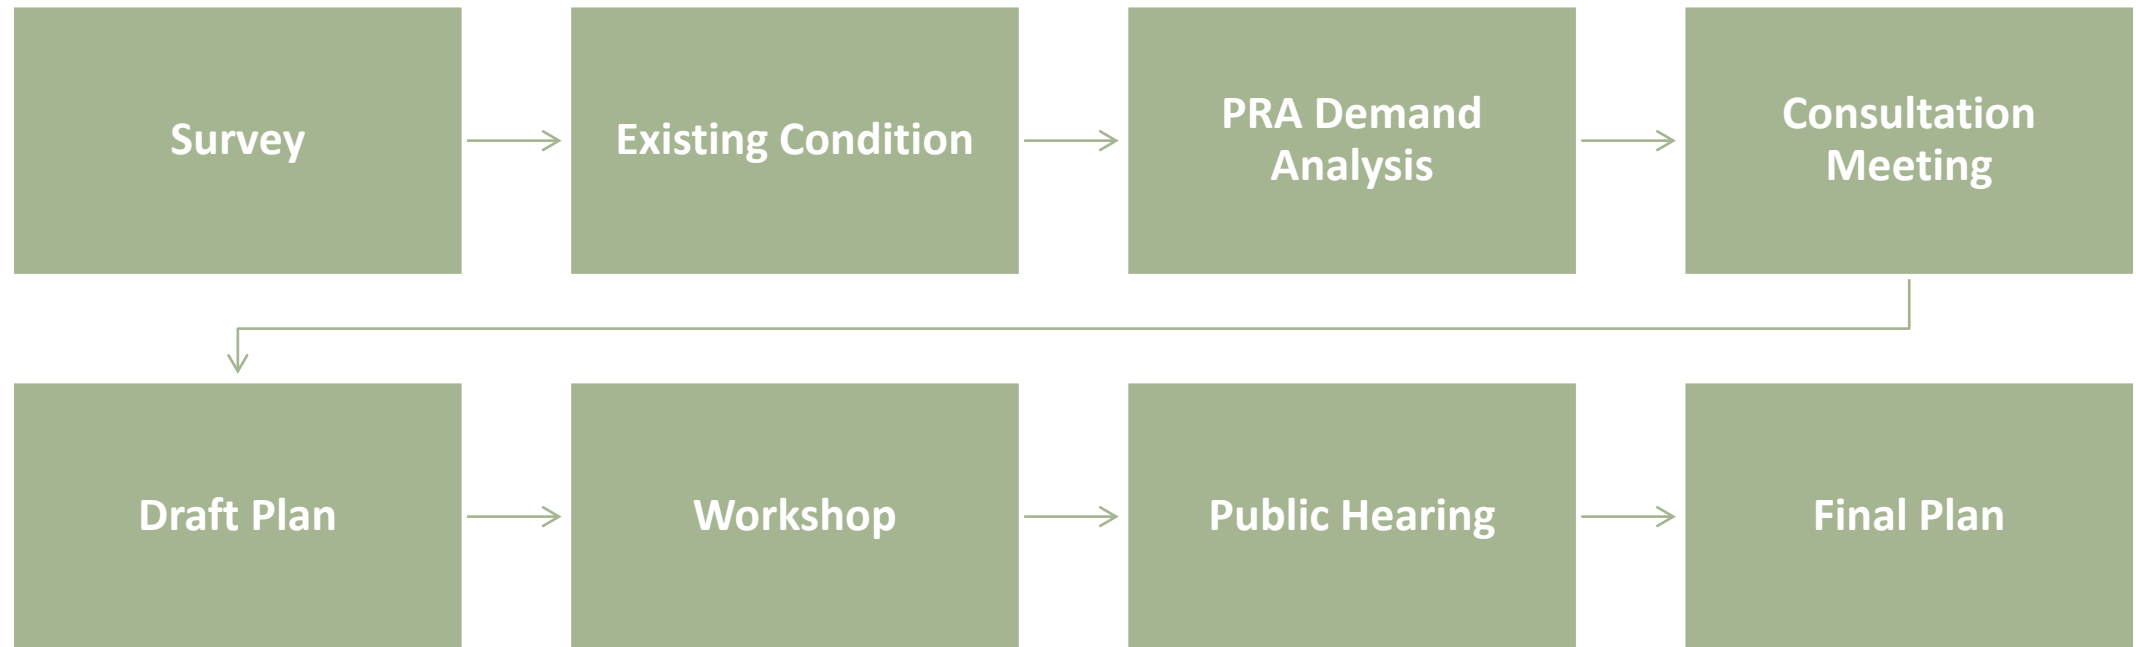 Survey
Existing Condition
PRA Demand
Analysis
Consultation
Meeting
Draft Plan
Workshop
Public Hearing
Final Plan